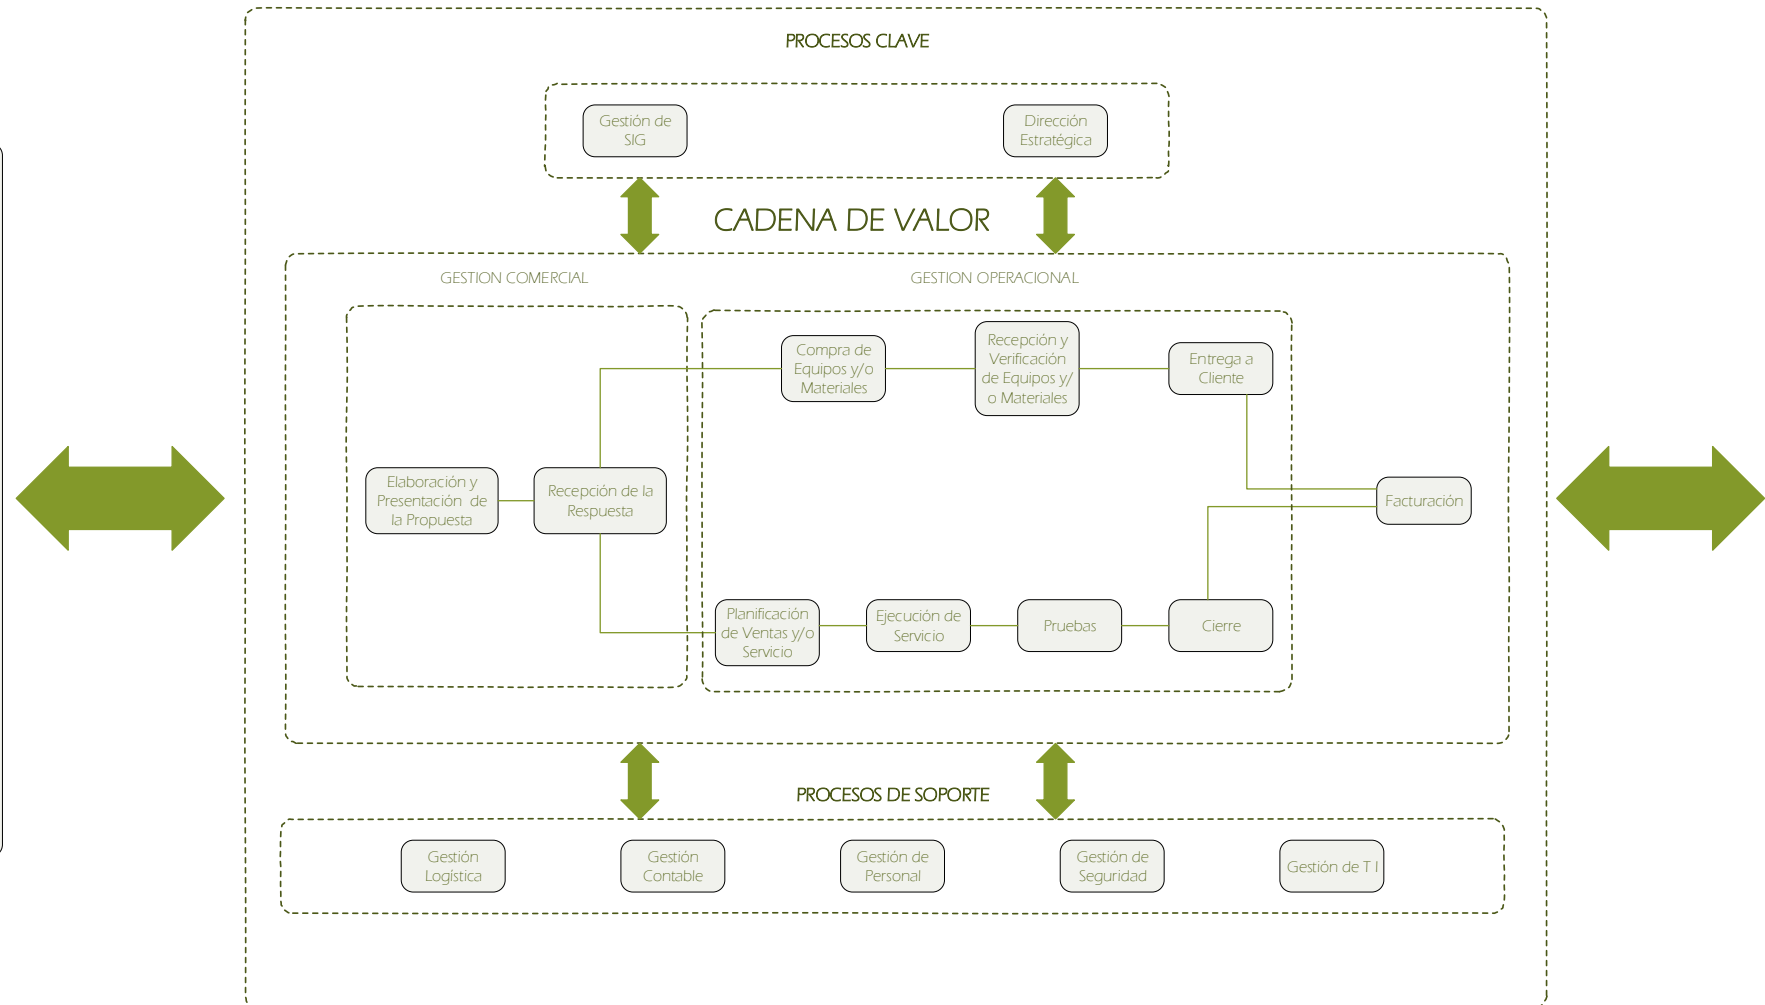 PROCESOS CLAVE
Gestión de
SIG
Dirección
Estratégica
CADENA DE VALOR
GESTION COMERCIAL
GESTION OPERACIONAL
Compra de
Equipos y/o
Materiales
Recepción y
Verificación
de Equipos y/
o Materiales
Entrega a
Cliente
Elaboración y
Presentación de
la Propuesta
Recepción de la
Respuesta
Facturación
Planificación
de Ventas y/o
Servicio
Ejecución de
Servicio
Pruebas
Cierre
PROCESOS DE SOPORTE
Gestión
Logística
Gestión
Contable
Gestión de
Personal
Gestión de
Seguridad
Gestión de T I